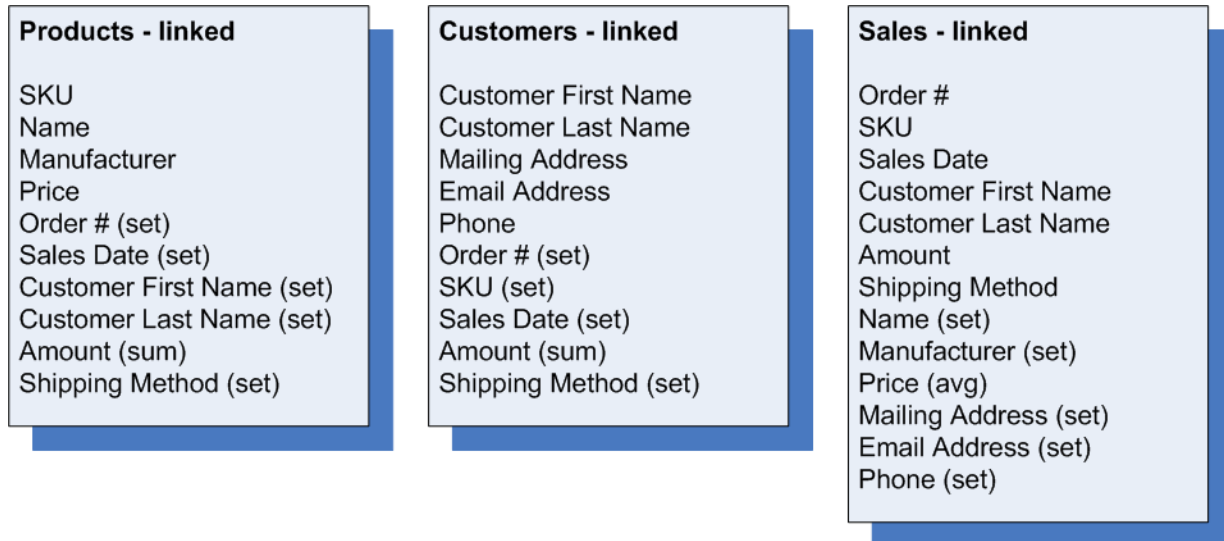 Products - linked
SKU
Name
Manufacturer
Price
Order # (set)
Sales Date (set)
Customer First Name (set)
Customer Last Name (set)
Amount (sum)
Shipping Method (set)
Customers - linked
Customer First Name
Customer Last Name
Mailing Address
Email Address
Phone
Order # (set)
SKU (set)
Sales Date (set)
Amount (sum)
Shipping Method (set)
Sales - linked
Order #
SKU
Sales Date
Customer First Name
Customer Last Name
Amount
Shipping Method
Name (set)
Manufacturer (set)
Price (avg)
Mailing Address (set)
Email Address (set)
Phone (set)